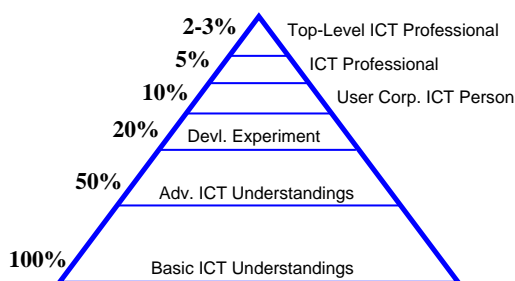 2-3% Top-Level ICT Professional
5% ICT Professional
10% User Corp. ICT Person
20% Devl. Experiment
50% Adv. ICT Understandings
100% Basic ICT Understandings